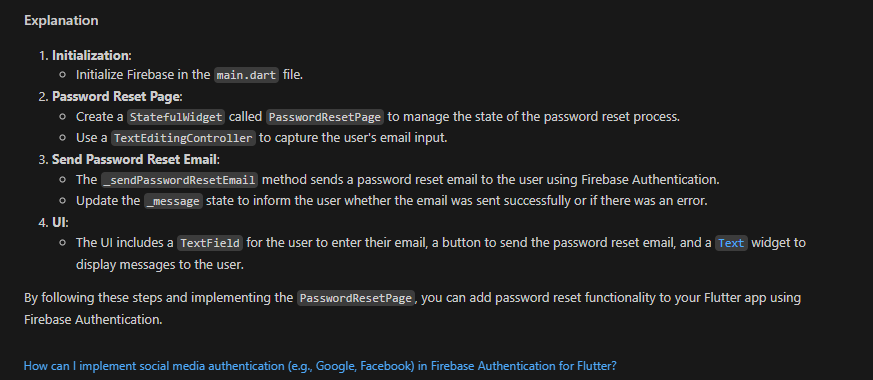 Explanation
1. Initialization:
○ Initialize Firebase in the main.dart file.
2. Password Reset Page:
○ Create a StatefulWidget called PasswordResetPage to manage the state of the password reset process.
○ Use a TextEditingController to capture the user's email input.
3. Send Password Reset Email:
○ The _sendPasswordResetEmail method sends a password reset email to the user using Firebase Authentication.
○ Update the _message state to inform the user whether the email was sent successfully or if there was an error.
4. UI:
○ The UI includes a TextField for the user to enter their email, a button to send the password reset email, and a Text widget to
display messages to the user.
By following these steps and implementing the PasswordResetPage, you can add password reset functionality to your Flutter app using
Firebase Authentication.
How can I implement social media authentication (e.g., Google, Facebook) in Firebase Authentication for Flutter?